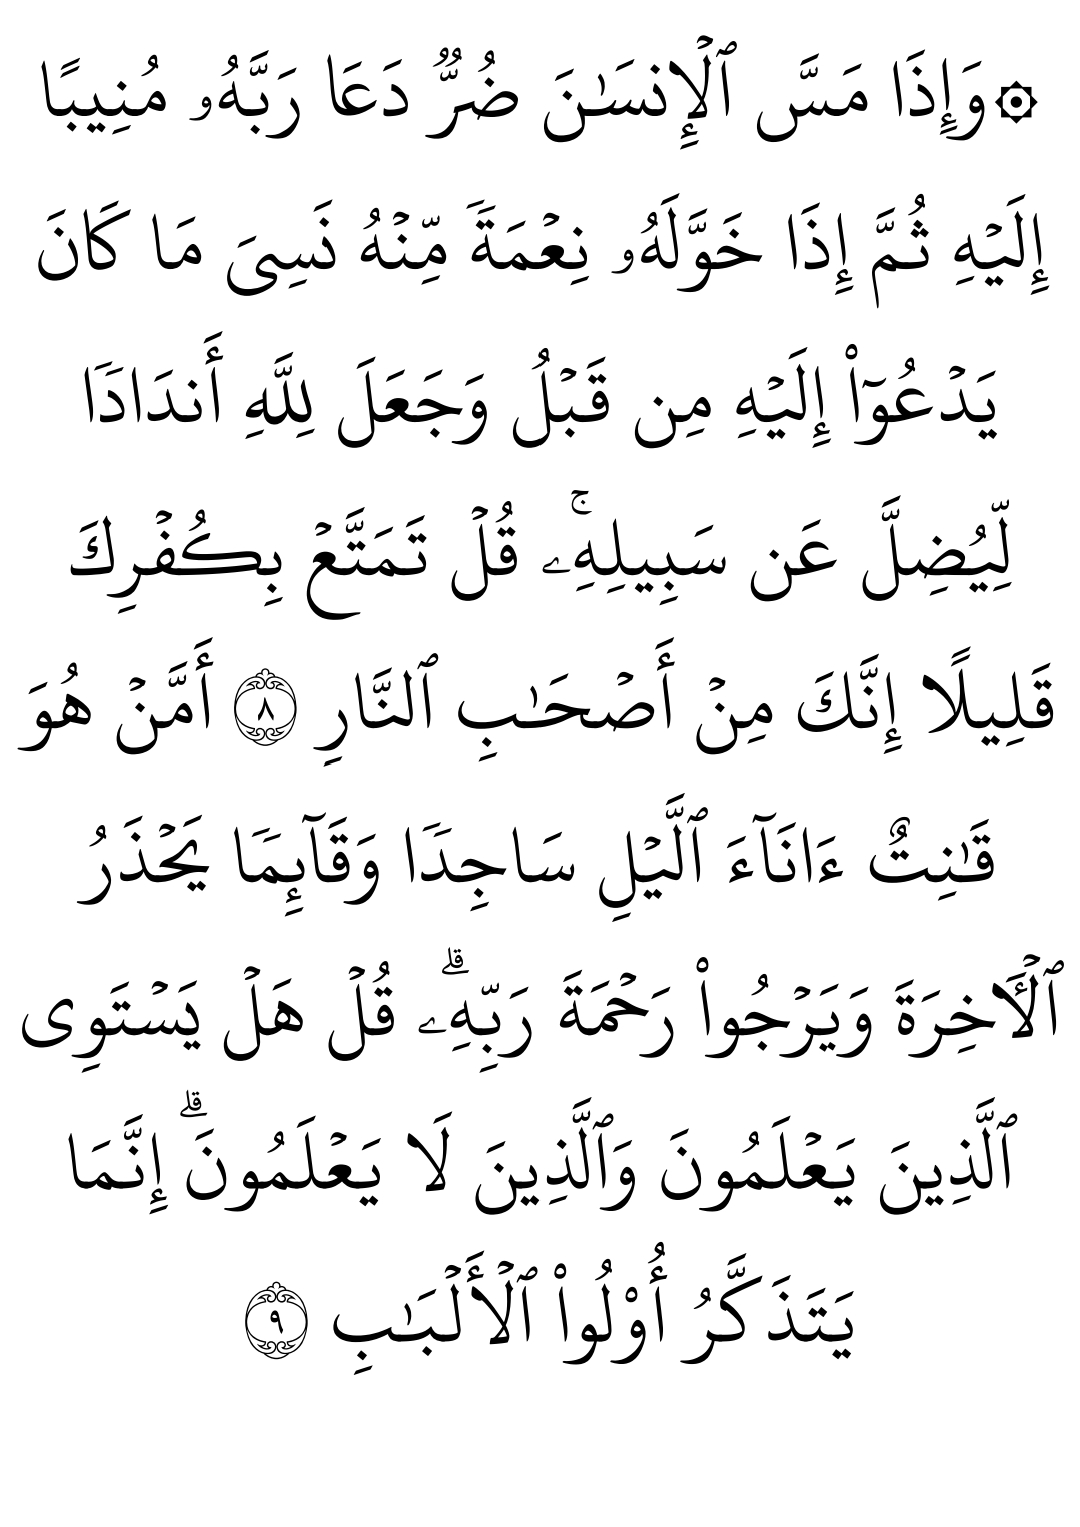 ۞وَإِذَا مَسَّ ٱلۡإِنسَٰنَ ضُرّٞ دَعَا رَبَّهُۥ مُنِيبًا
إِلَيۡهِ ثُمَّ إِذَا خَوَّلَهُۥ نِعۡمَةٗ مِّنۡهُ نَسِيَ مَا كَانَ
يَدۡعُوٓاْ إِلَيۡهِ مِن قَبۡلُ وَجَعَلَ لِلَّهِ أَندَادٗا
لِّيُضِلَّ عَن سَبِيلِهِۦۚ قُلۡ تَمَتَّعۡ بِكُفۡرِكَ
قَلِيلًا إِنَّكَ مِنۡ أَصۡحَٰبِ ٱلنَّارِ ٨ أَمَّنۡ هُوَ
قَٰنِتٌ ءَانَآءَ ٱلَّيۡلِ سَاجِدٗا وَقَآئِمٗا يَحۡذَرُ
ٱلۡأٓخِرَةَ وَيَرۡجُواْ رَحۡمَةَ رَبِّهِۦۗ قُلۡ هَلۡ يَسۡتَوِي
ٱلَّذِينَ يَعۡلَمُونَ وَٱلَّذِينَ لَا يَعۡلَمُونَۗ إِنَّمَا
يَتَذَكَّرُ أُوْلُواْ ٱلۡأَلۡبَٰبِ ٩